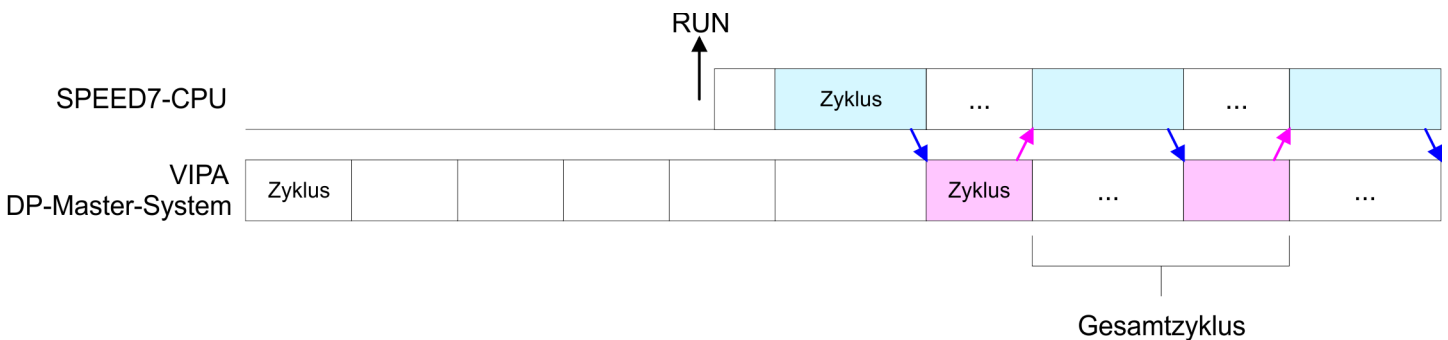 RUN
SPEED7-CPU
Zyklus
...
...
VIPA
DP-Master-System
Zyklus
Zyklus
...
...
Gesamtzyklus